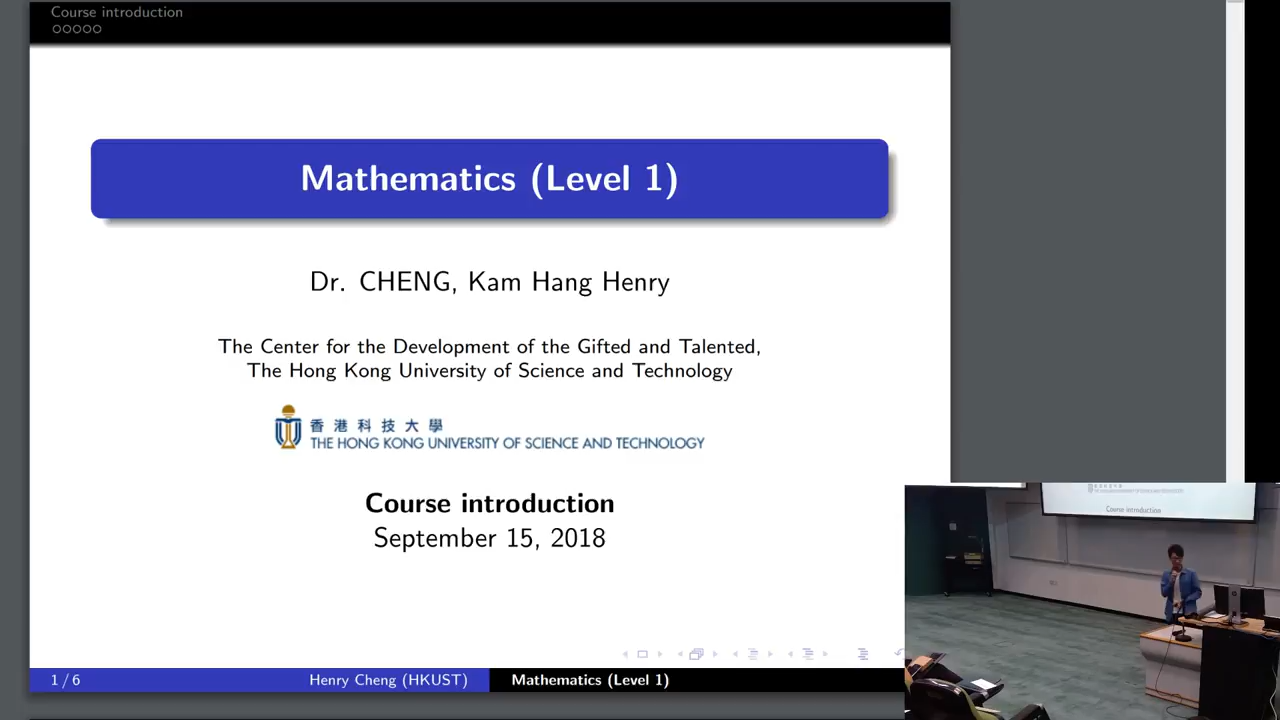 Course introduction
Mathematics (Level 1)
Dr. CHENG, Kam Hang Henry
The Center for the Development of the Gifted and Talented,
The Hong Kong University of Science and Technology
香港科技大學
THE HONG KONG UNIVERSITY OF SCIENCE AND TECHNOLOGY
Course introduction
September 15, 2018
1 / 6
Henry Cheng (HKUST)
Mathematics (Level 1)
Course introduction